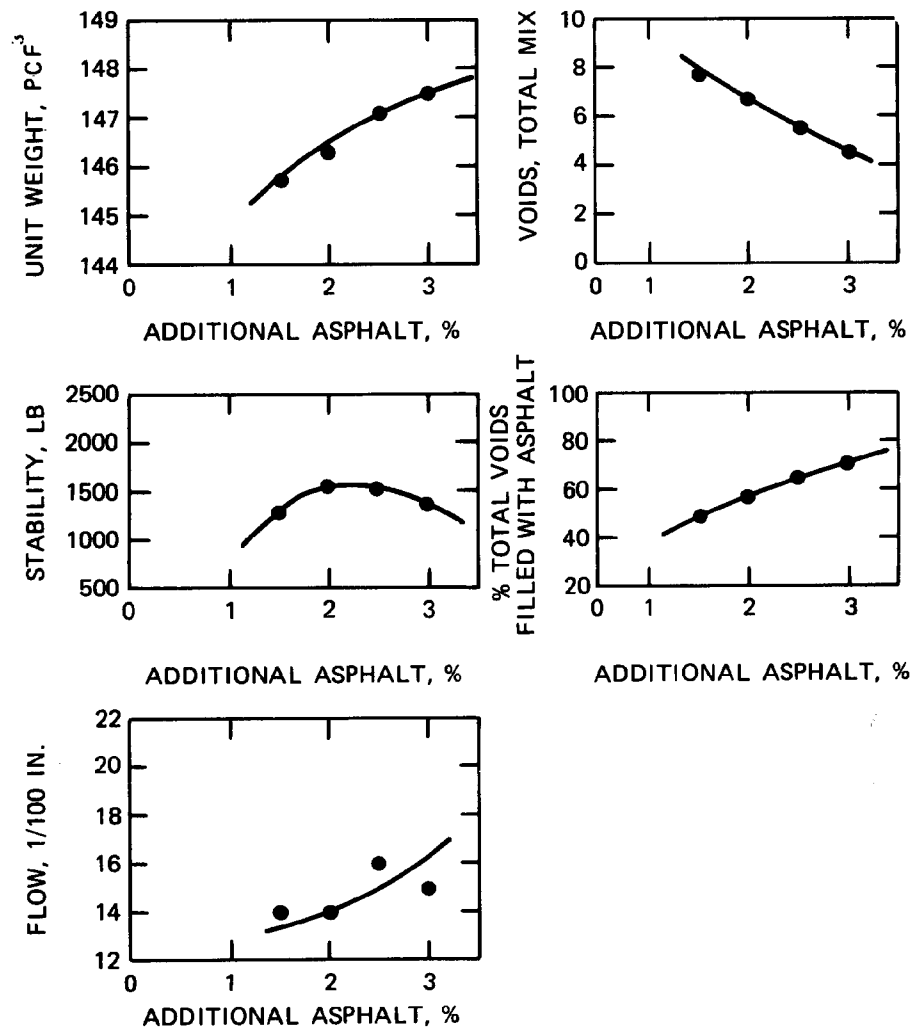 UNIT WEIGHT, PCF³
149
148
147
146
145
144
0 1 2 3
ADDITIONAL ASPHALT, %
VOIDS, TOTAL MIX
10
8
6
4
2
0
0 1 2 3
ADDITIONAL ASPHALT, %
STABILITY, LB
2500
2000
1500
1000
500
0 1 2 3
ADDITIONAL ASPHALT, %
% TOTAL VOIDS
FILLED WITH ASPHALT
100
80
60
40
20
0 1 2 3
ADDITIONAL ASPHALT, %
FLOW, 1/100 IN.
22
20
18
16
14
12
0 1 2 3
ADDITIONAL ASPHALT, %